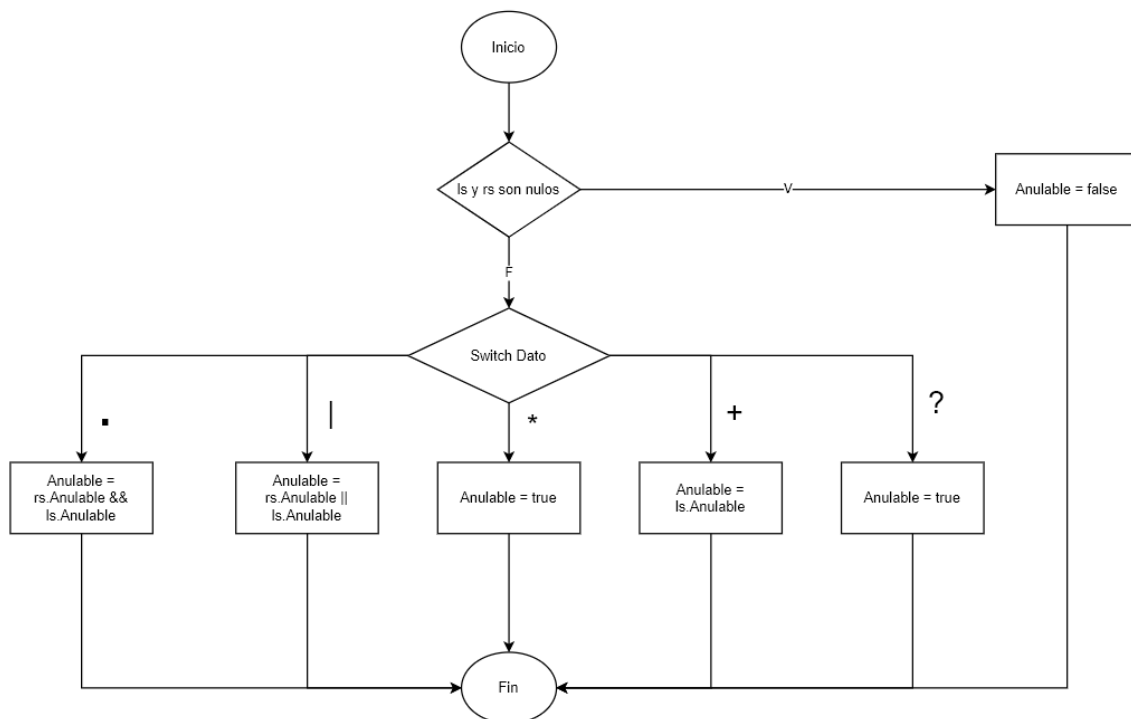 Inicio
ls y rs son nulos
V
Anulable = false
F
Switch Dato
.
|
*
+
?
Anulable =
rs.Anulable &&
ls.Anulable
Anulable =
rs.Anulable ||
ls.Anulable
Anulable = true
Anulable =
ls.Anulable
Anulable = true
Fin